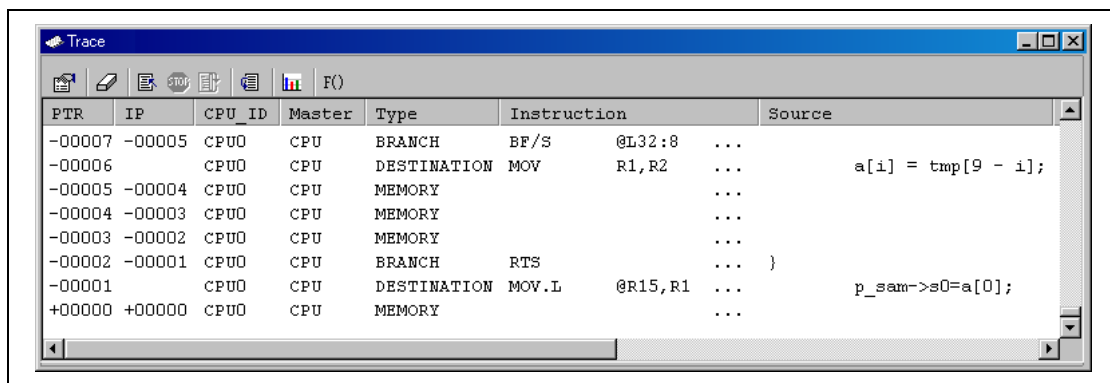 Trace
STOP F()
PTR IP CPU_ID Master Type Instruction Source
-00007 -00005 CPU0 CPU BRANCH BF/S @L32:8 ...
-00006 CPU0 CPU DESTINATION MOV R1,R2 ... a[i] = tmp[9 - i];
-00005 -00004 CPU0 CPU MEMORY ...
-00004 -00003 CPU0 CPU MEMORY ...
-00003 -00002 CPU0 CPU MEMORY ...
-00002 -00001 CPU0 CPU BRANCH RTS ... }
-00001 CPU0 CPU DESTINATION MOV.L @R15,R1 ... p_sam->s0=a[0];
+00000 +00000 CPU0 CPU MEMORY ...